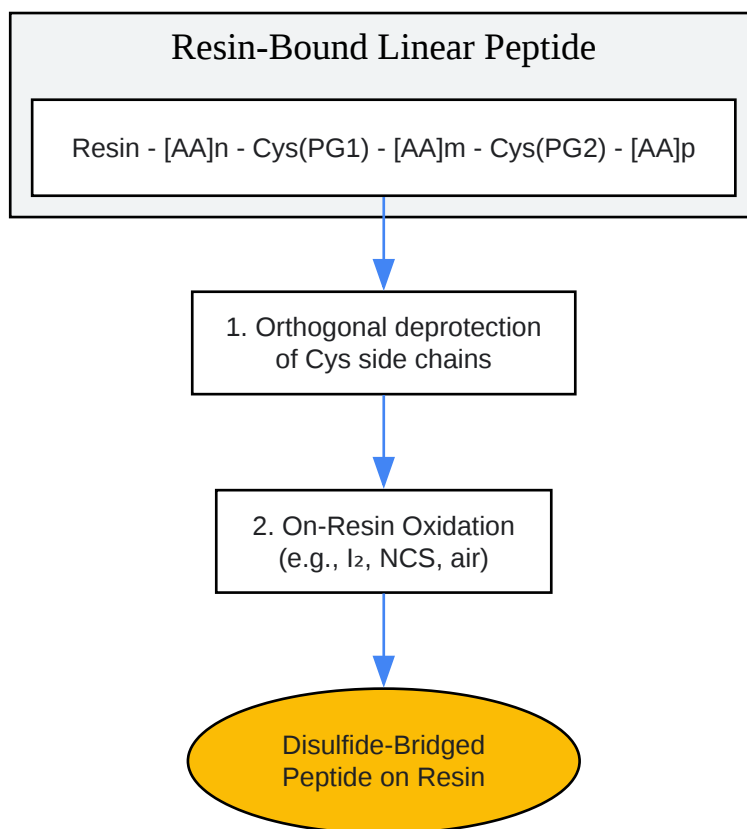 Resin-Bound Linear Peptide
Resin - [AA]n - Cys(PG1) - [AA]m - Cys(PG2) - [AA]p
1. Orthogonal deprotection
of Cys side chains
2. On-Resin Oxidation
(e.g., I₂, NCS, air)
Disulfide-Bridged
Peptide on Resin